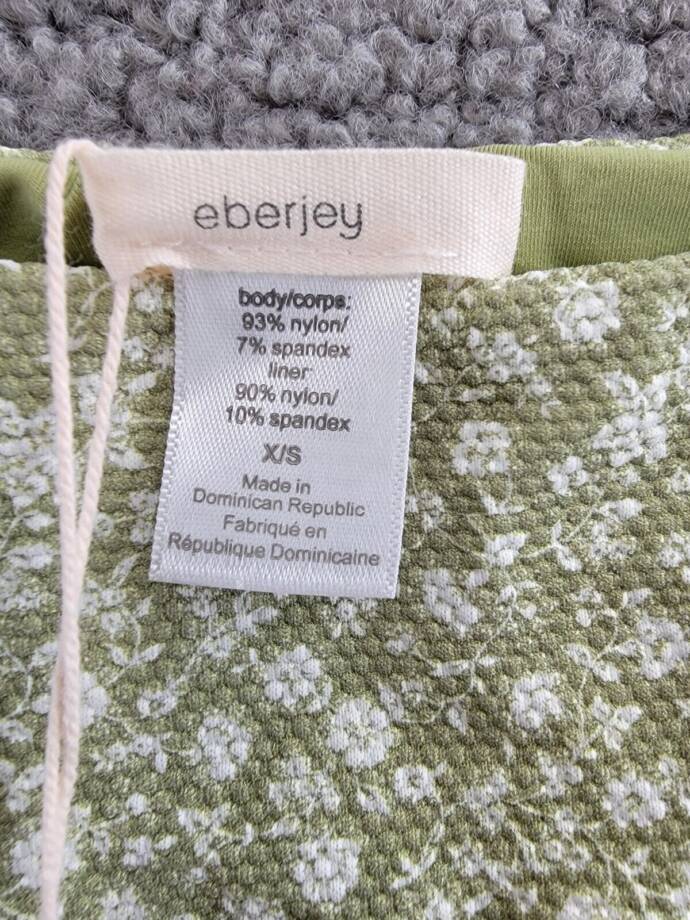 eberjey
body/corps:
93% nylon/
7% spandex
liner:
90% nylon/
10% spandex
X/S
Made in
Dominican Republic
Fabriqué en
République Dominicaine